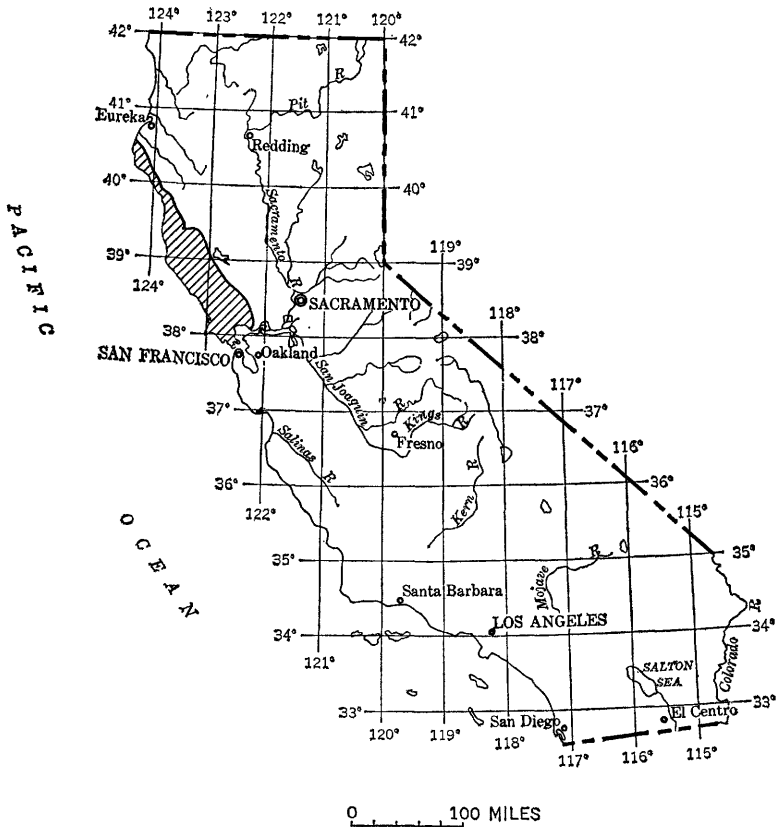 124° 123° 122° 121° 120°
42° 42°
R
Pit
41° 41°
Eureka
Redding
40° 40°
Sacramento
R
119°
39° 39°
124°
PACIFIC
118°
SACRAMENTO
38° 38°
SAN FRANCISCO Oakland
117°
San Joaquin R
Kings R
37° 37°
Fresno
Salinas R
116°
36° 36°
122°
Kern R
115°
OCEAN
35° 35°
Mojave R
Santa Barbara
R
LOS ANGELES
34° 34°
121°
SALTON
SEA
Colorado
33° 33°
San Diego El Centro
120° 119° 118° 117° 116° 115°
0 100 MILES